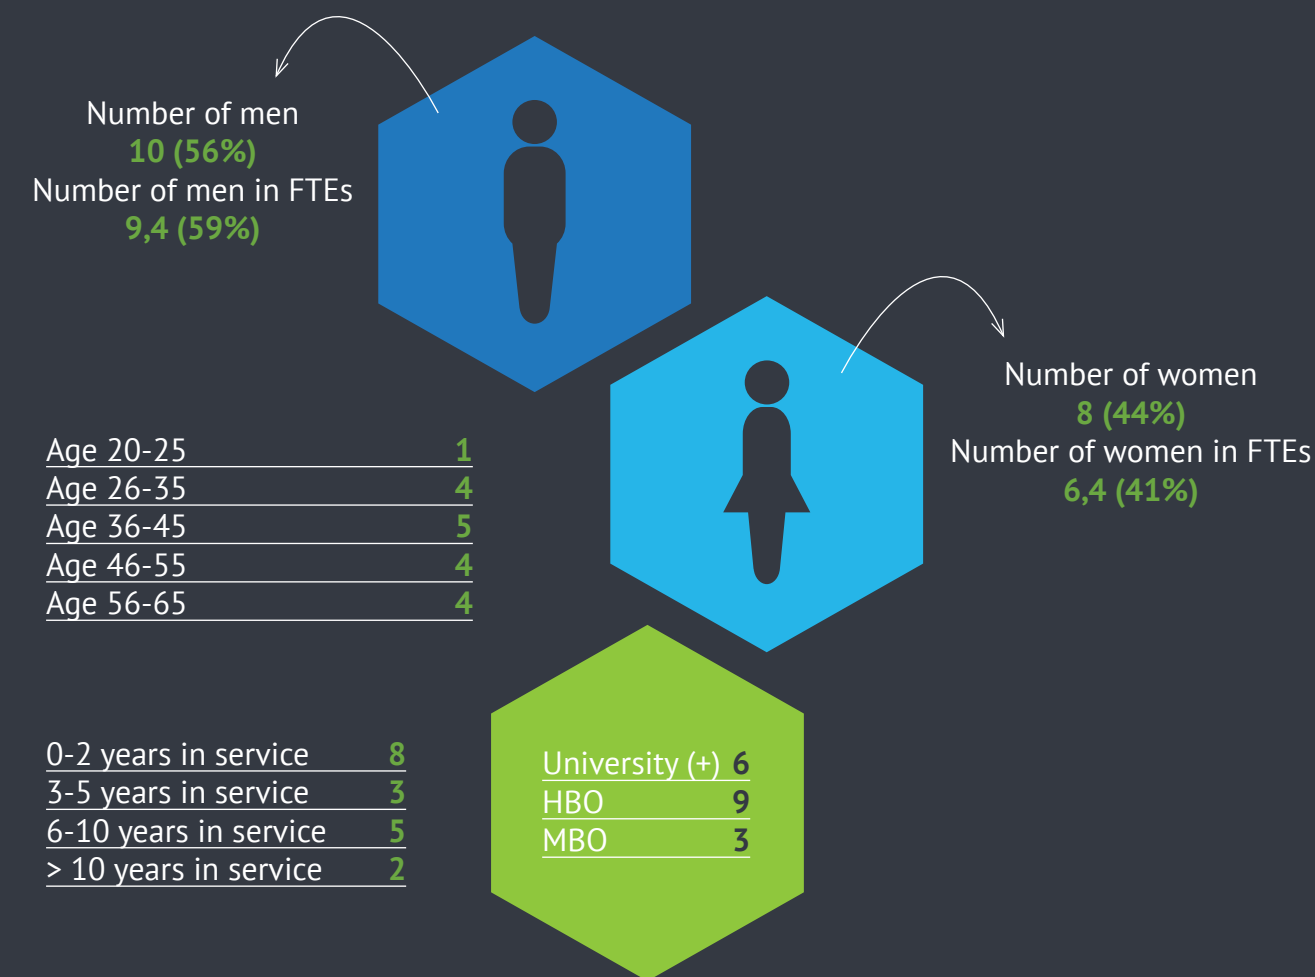 Number of men
10 (56%)
Number of men in FTEs
9,4 (59%)
Number of women
8 (44%)
Number of women in FTEs
6,4 (41%)
Age 20-25 1
Age 26-35 4
Age 36-45 5
Age 46-55 4
Age 56-65 4
0-2 years in service 8
3-5 years in service 3
6-10 years in service 5
> 10 years in service 2
University (+) 6
HBO 9
MBO 3